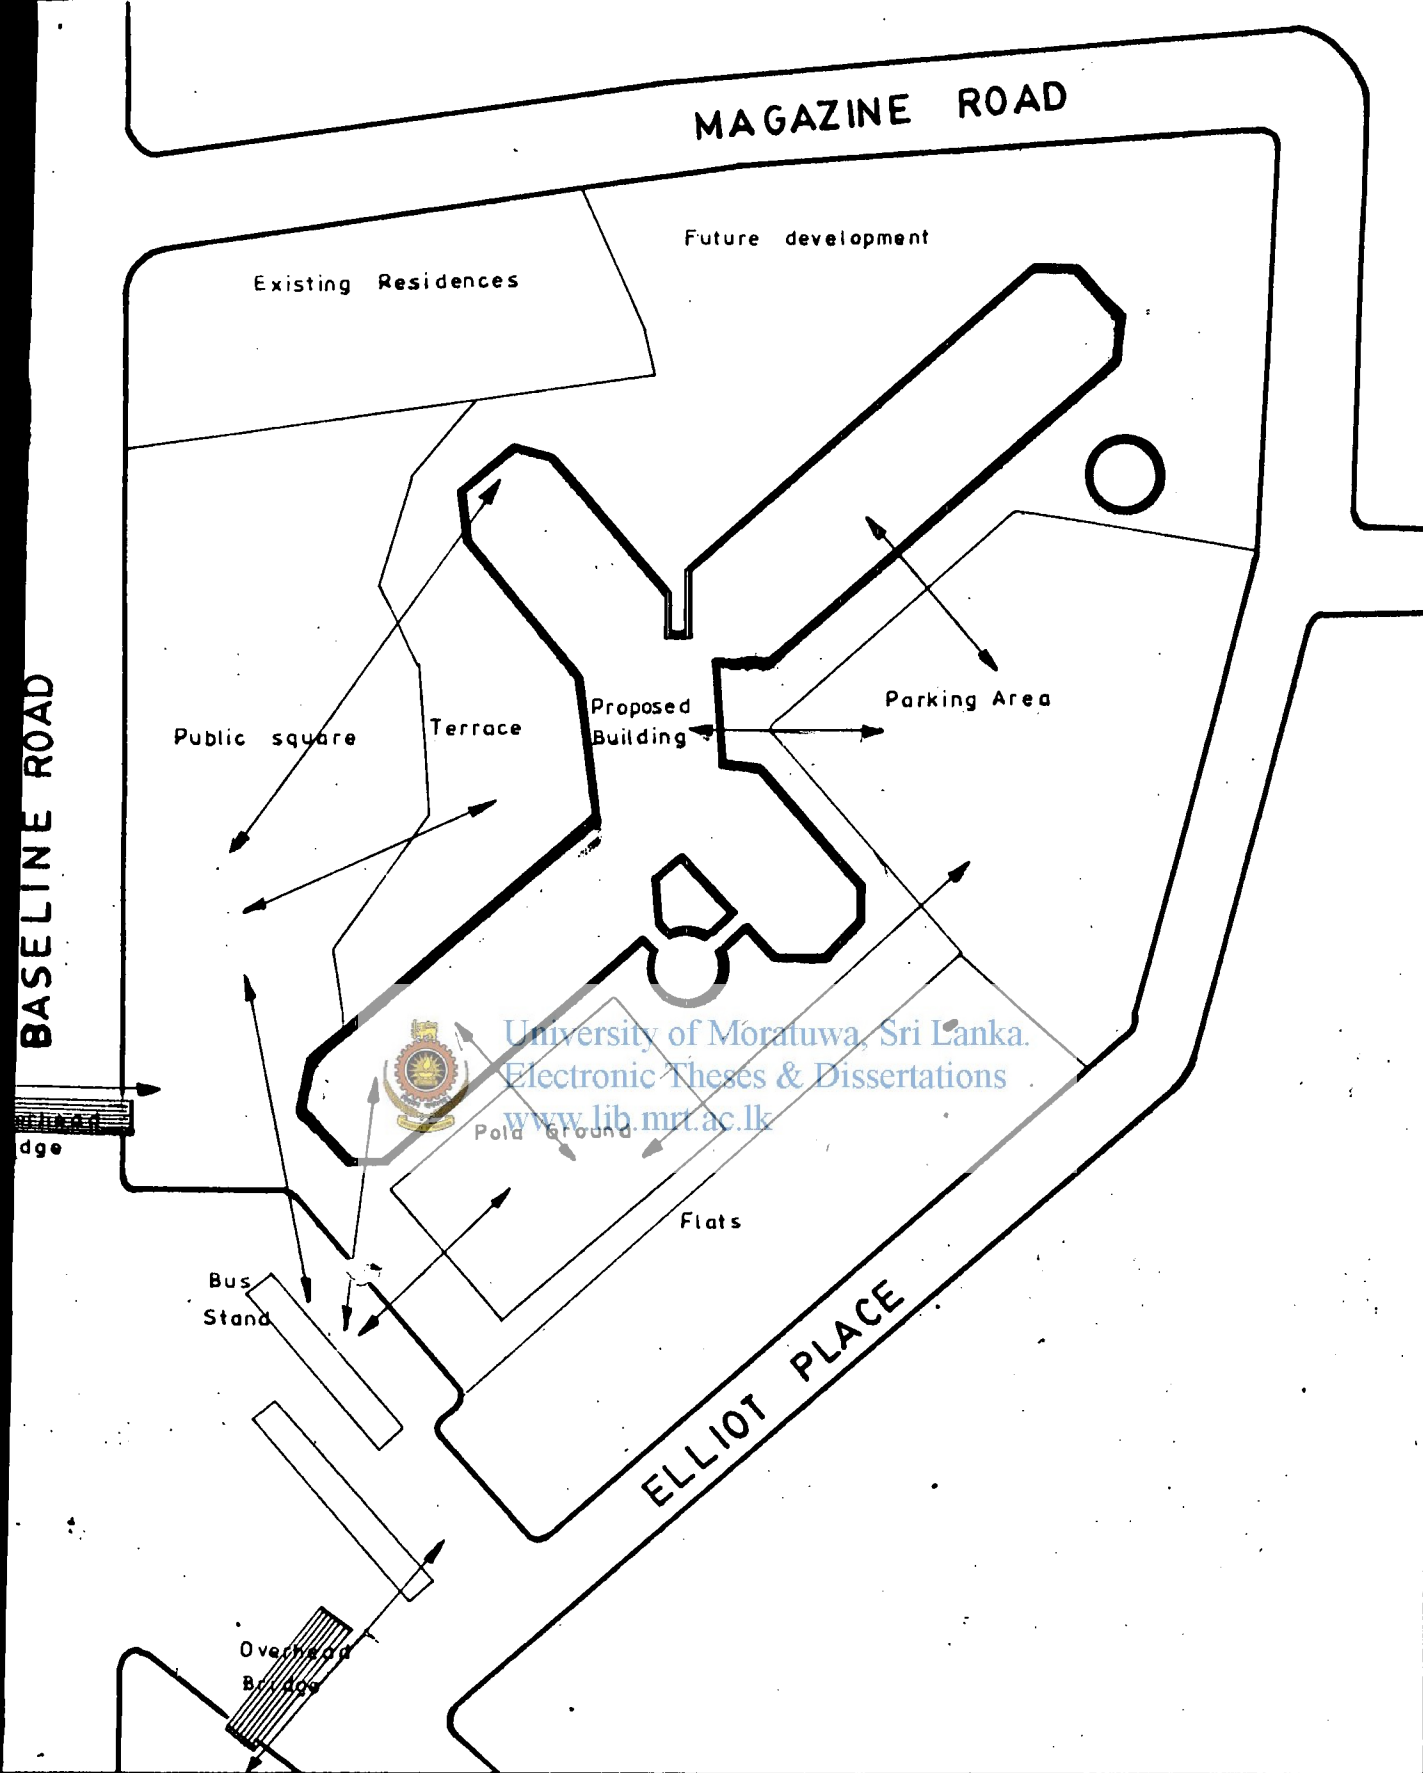 MAGAZINE ROAD
Future development
Existing Residences
Proposed
Building
Parking Area
Public square
Terrace
BASELINE ROAD
University of Moratuwa, Sri Lanka.
Electronic Theses & Dissertations
www.lib.mrt.ac.lk
Pola Ground
dge
Flats
Bus
Stand
ELLIOT PLACE
Overhead
Bridge